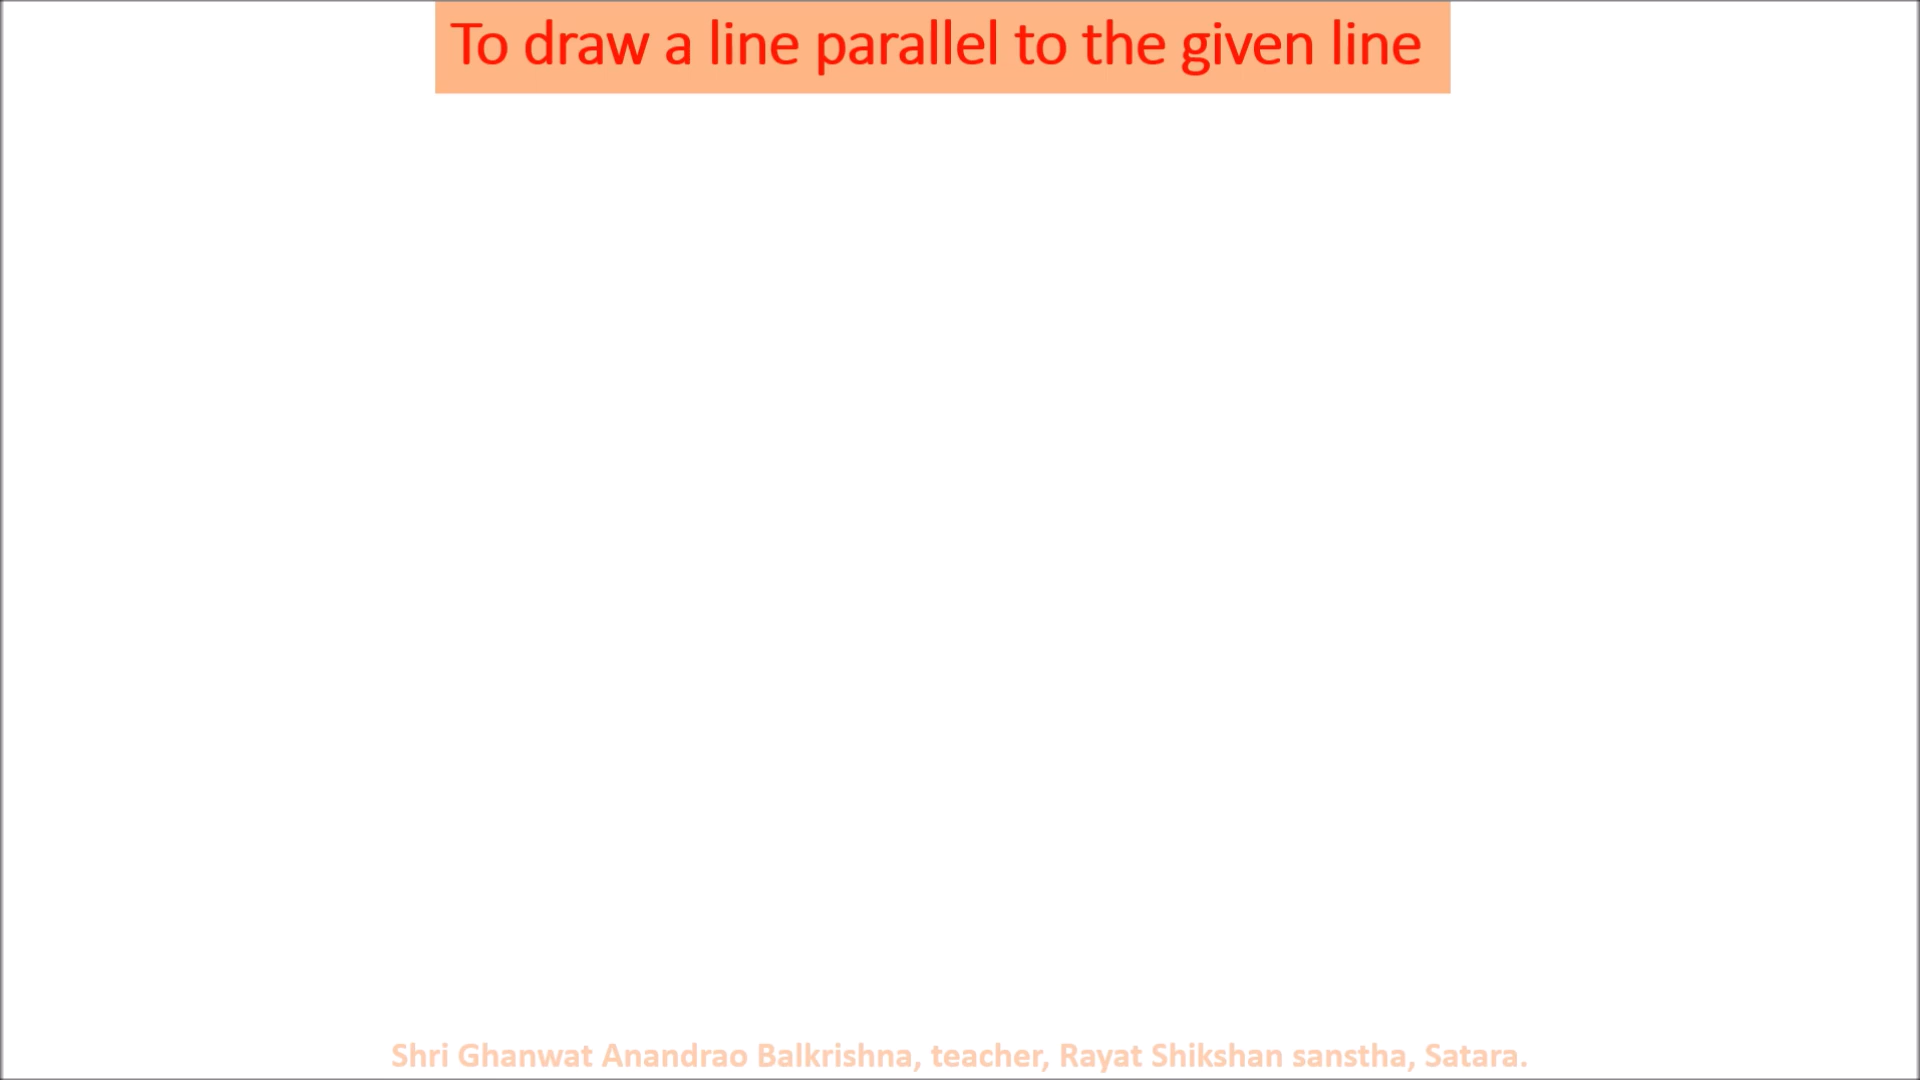 To draw a line parallel to the given line
Shri Ghanwat Anandrao Balkrishna, teacher, Rayat Shikshan sanstha, Satara.